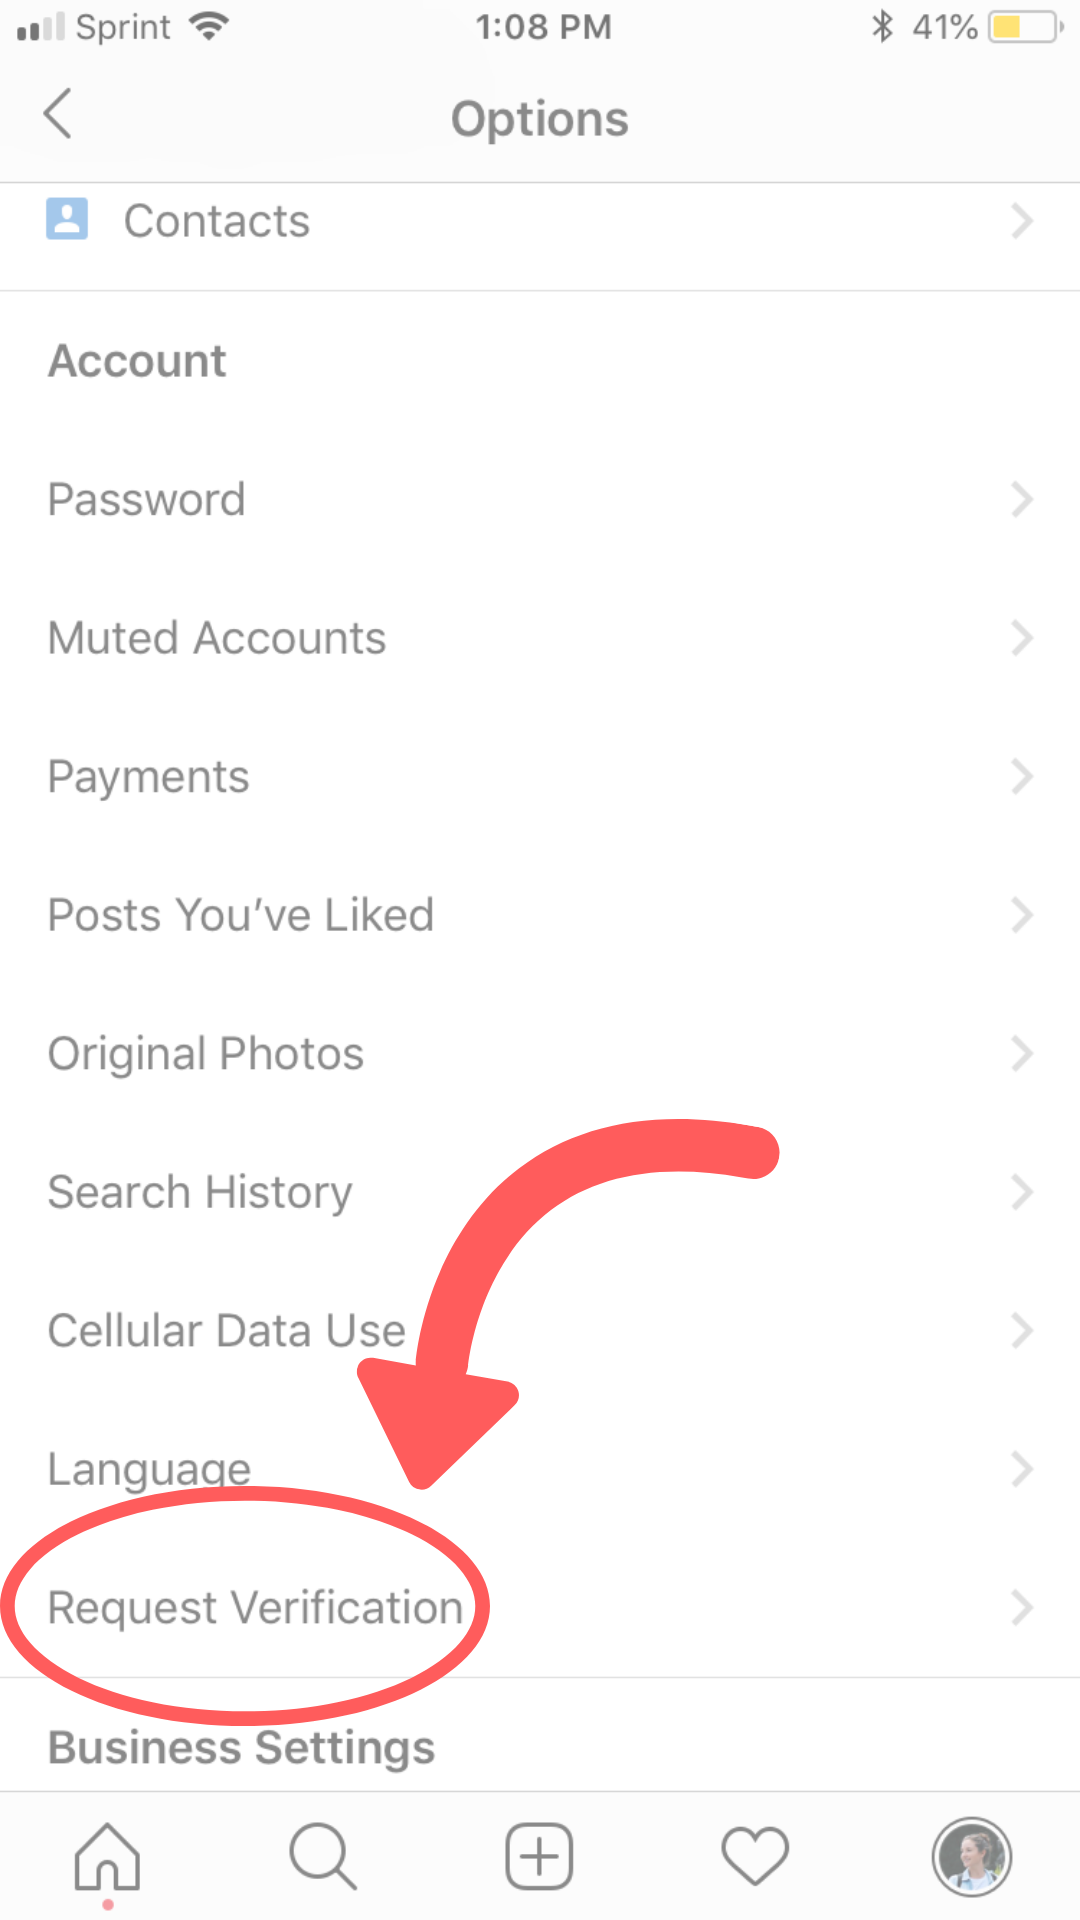 Sprint 1:08 PM 41%
Options
Contacts
Account
Password
Muted Accounts
Payments
Posts You’ve Liked
Original Photos
Search History
Cellular Data Use
Language
Request Verification
Business Settings